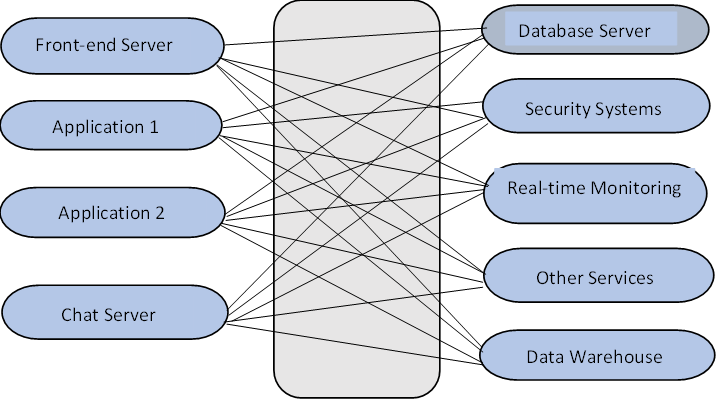 Front-end Server
Application 1
Application 2
Chat Server
Database Server
Security Systems
Real-time Monitoring
Other Services
Data Warehouse